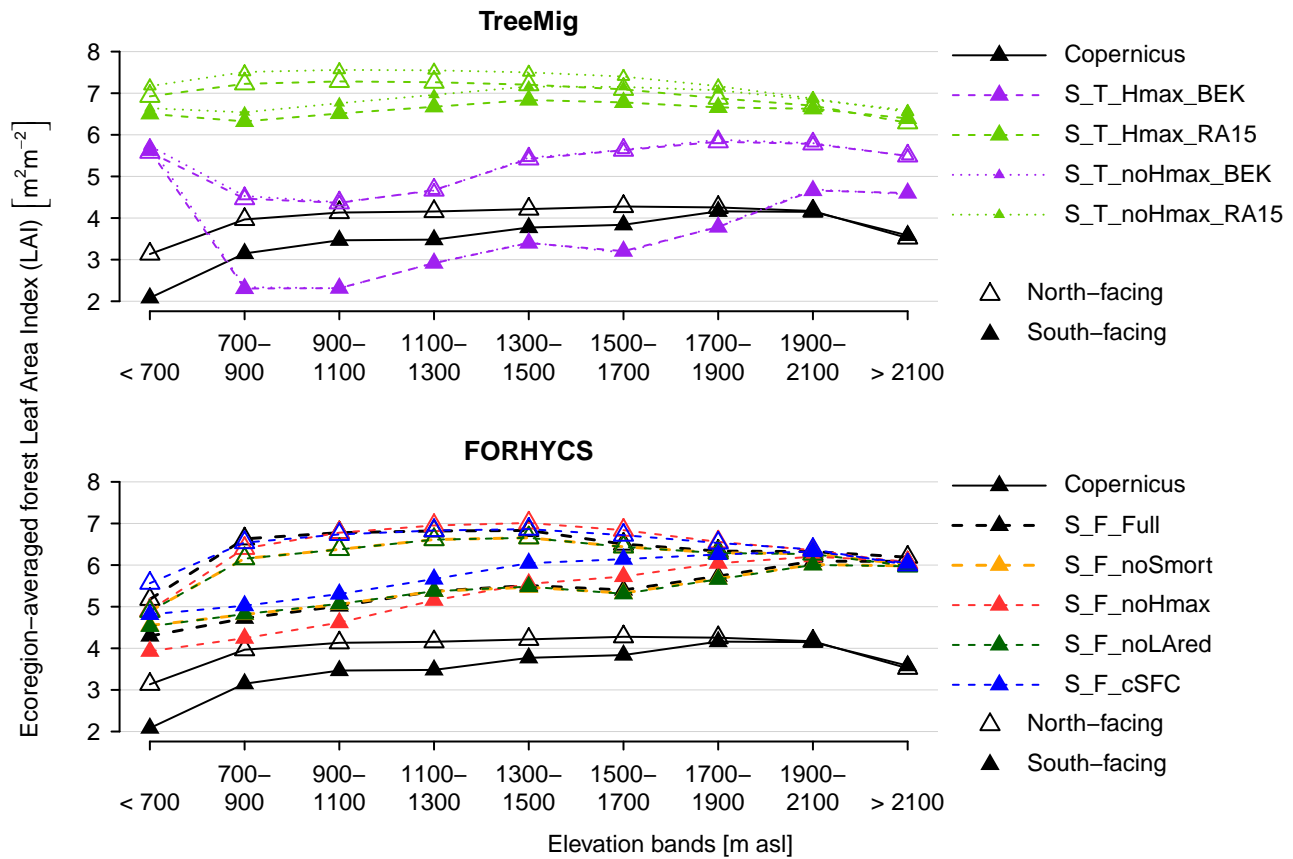 TreeMig
Ecoregion−averaged forest Leaf Area Index (LAI) [m²m⁻²]
8
7
6
5
4
3
2
< 700
700−
900
900−
1100
1100−
1300
1300−
1500
1500−
1700
1700−
1900
1900−
2100
> 2100
Copernicus
S_T_Hmax_BEK
S_T_Hmax_RA15
S_T_noHmax_BEK
S_T_noHmax_RA15
North−facing
South−facing
FORHYCS
8
7
6
5
4
3
2
< 700
700−
900
900−
1100
1100−
1300
1300−
1500
1500−
1700
1700−
1900
1900−
2100
> 2100
Elevation bands [m asl]
Copernicus
S_F_Full
S_F_noSmort
S_F_noHmax
S_F_noLAred
S_F_cSFC
North−facing
South−facing